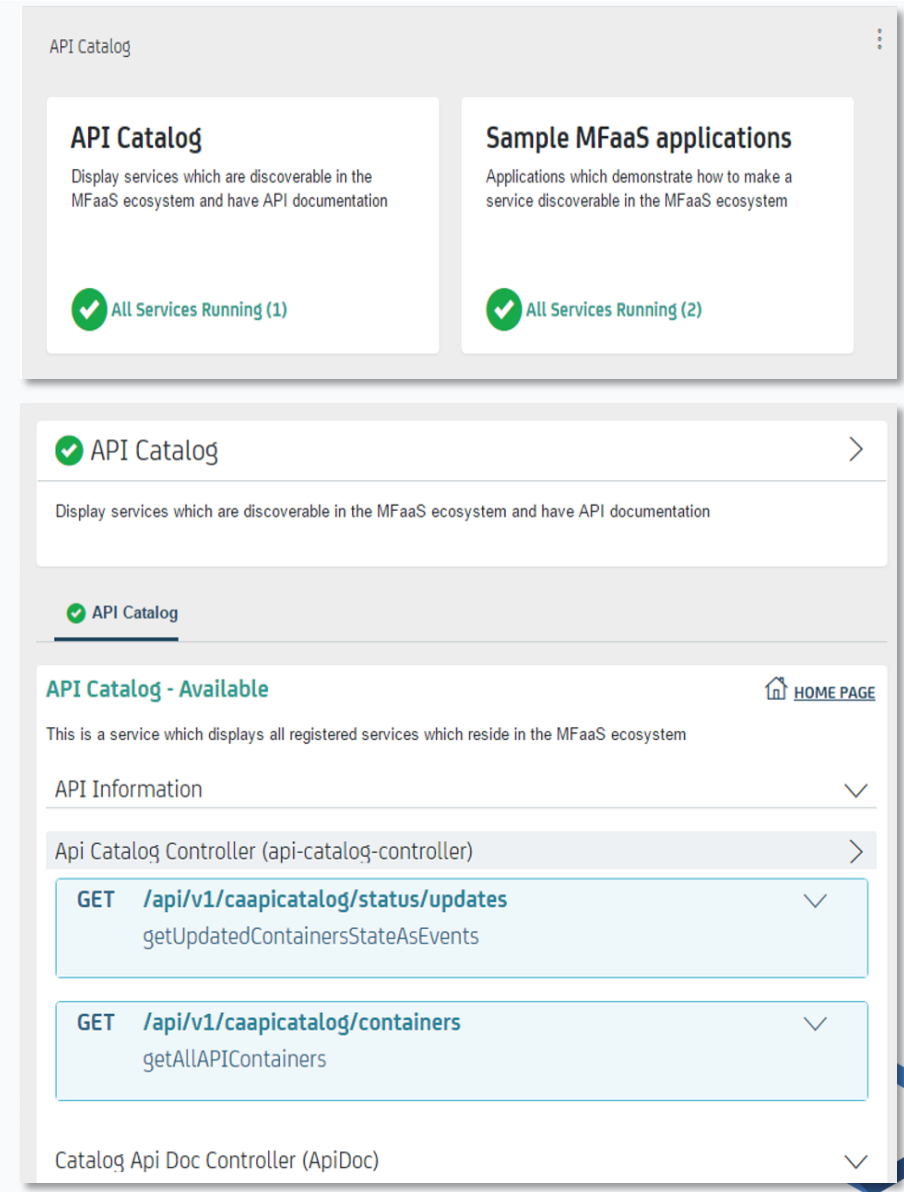 API Catalog
API Catalog
Display services which are discoverable in the
MFaaS ecosystem and have API documentation
All Services Running (1)
Sample MFaaS applications
Applications which demonstrate how to make a
service discoverable in the MFaaS ecosystem
All Services Running (2)
API Catalog
Display services which are discoverable in the MFaaS ecosystem and have API documentation
API Catalog
API Catalog - Available
HOME PAGE
This is a service which displays all registered services which reside in the MFaaS ecosystem
API Information
Api Catalog Controller (api-catalog-controller)
GET /api/v1/caapicatalog/status/updates
getUpdatedContainersStateAsEvents
GET /api/v1/caapicatalog/containers
getAllAPIContainers
Catalog Api Doc Controller (ApiDoc)